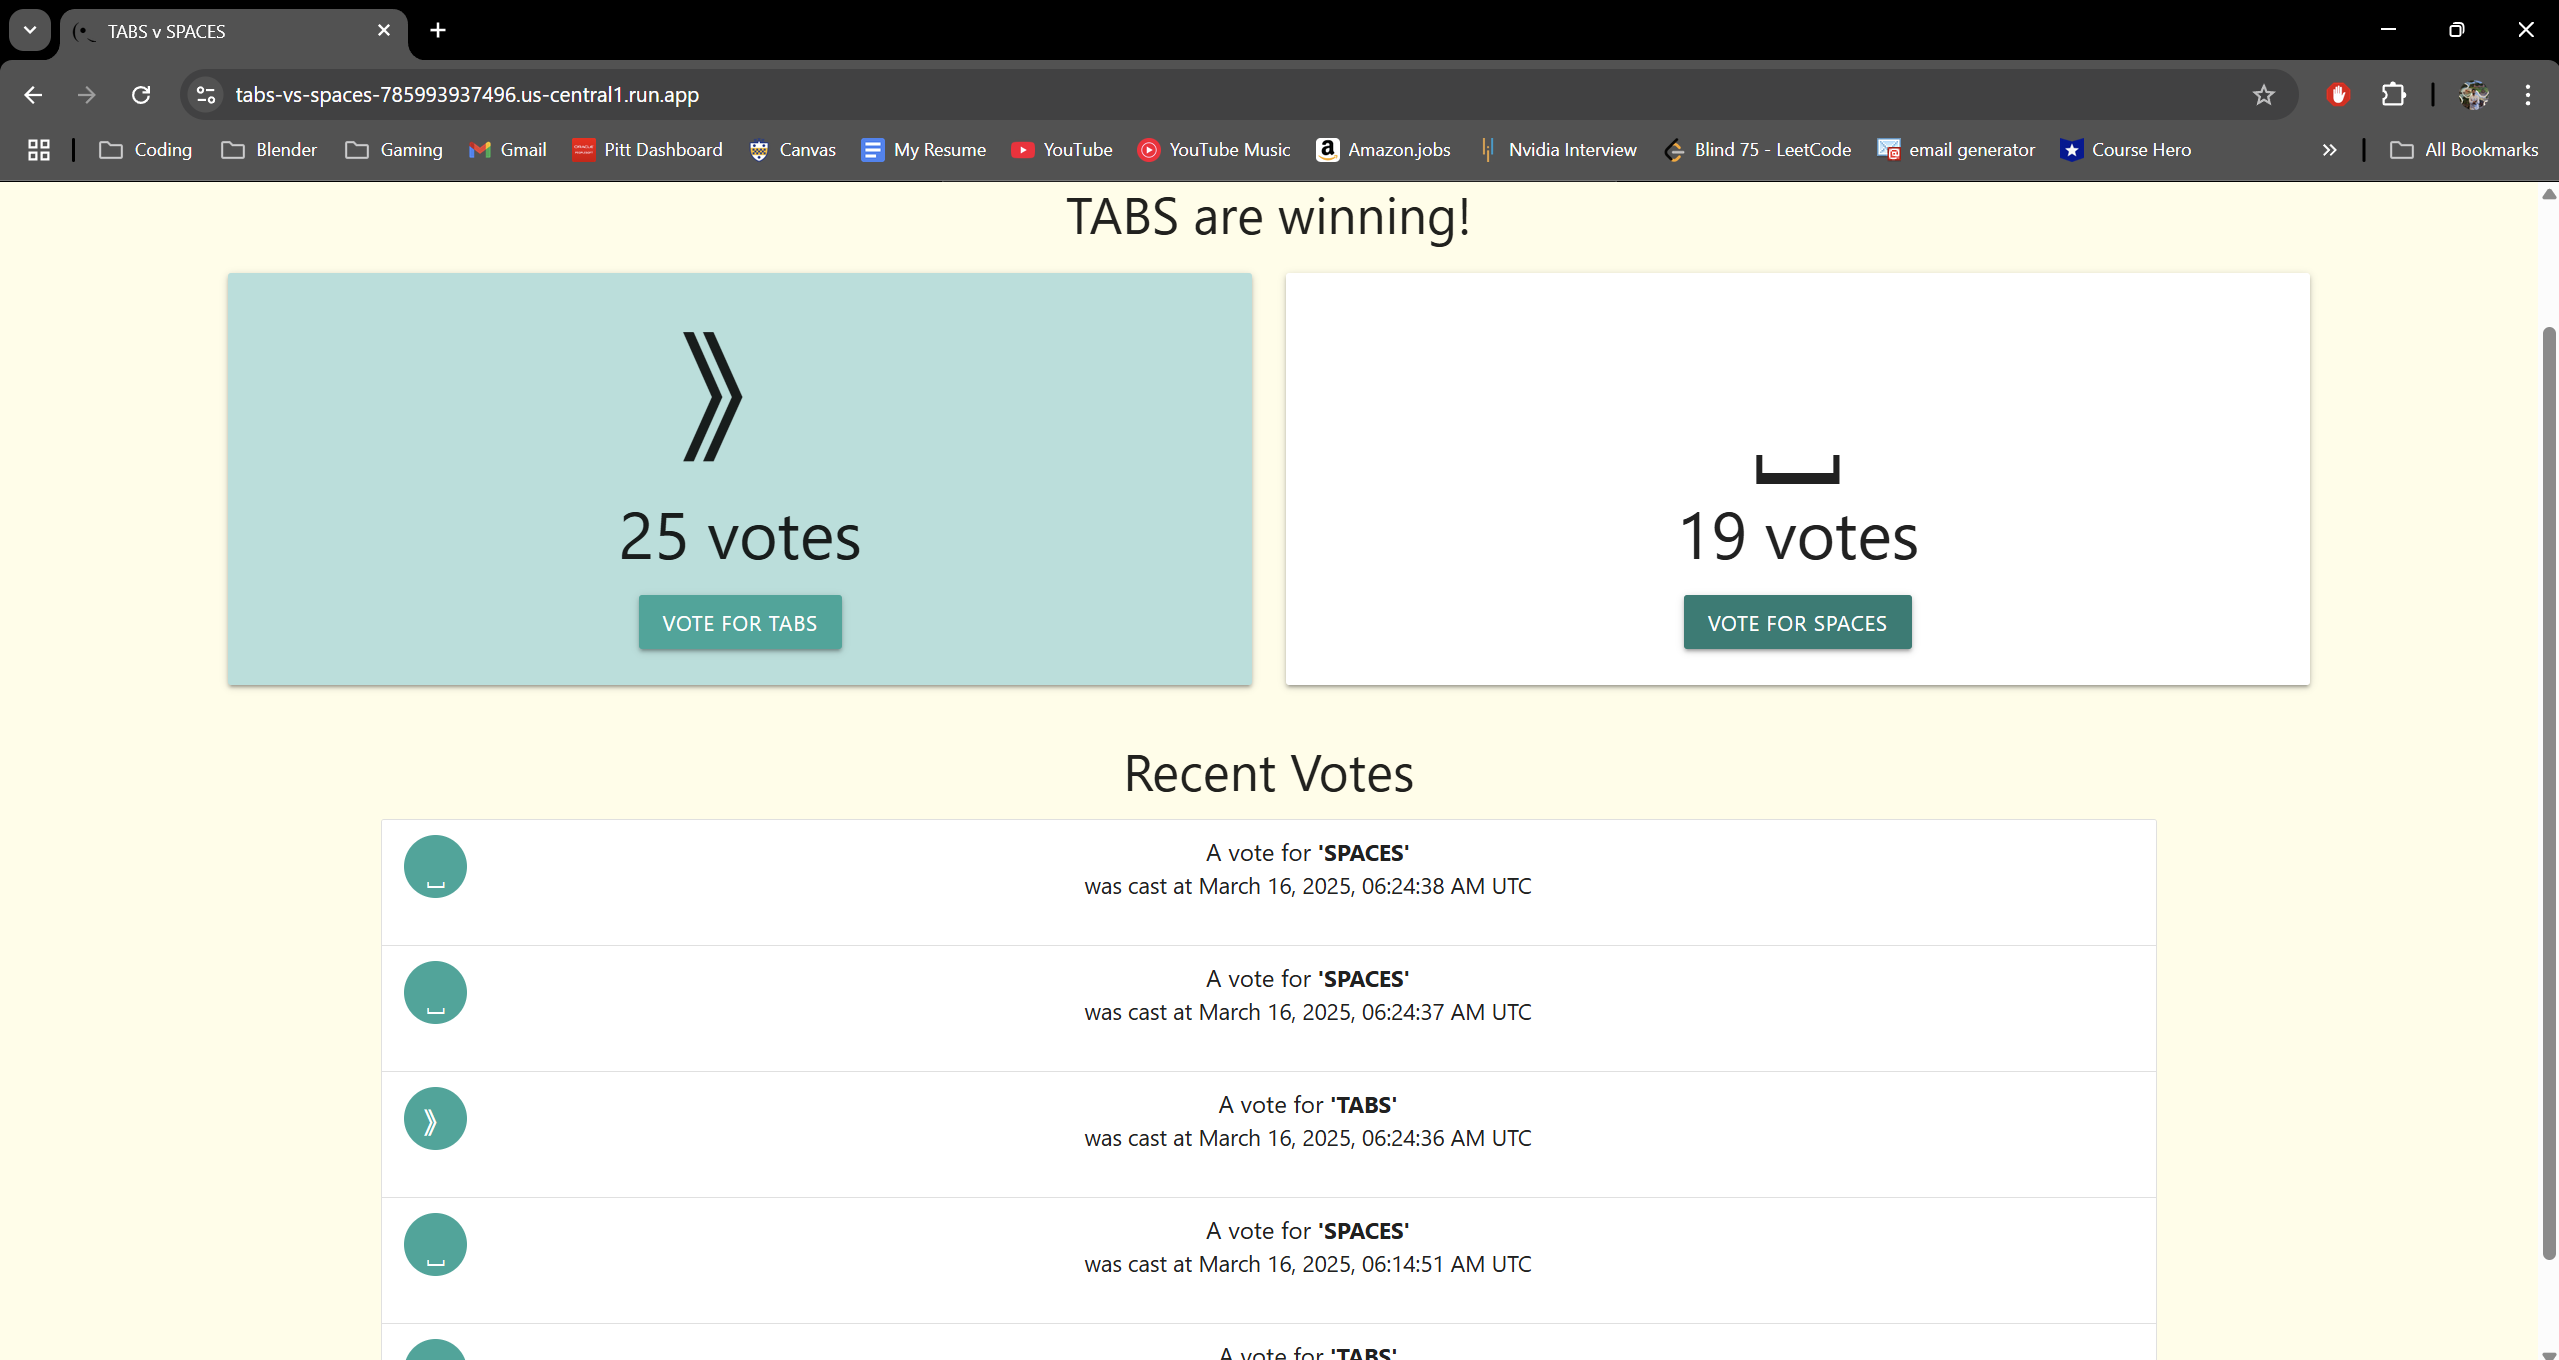 TABS v SPACES
tabs-vs-spaces-785993937496.us-central1.run.app
Coding Blender Gaming Gmail Pitt Dashboard Canvas My Resume YouTube YouTube Music Amazon.jobs Nvidia Interview Blind 75 - LeetCode email generator Course Hero » All Bookmarks
TABS are winning!
25 votes
VOTE FOR TABS
19 votes
VOTE FOR SPACES
Recent Votes
A vote for 'SPACES'
was cast at March 16, 2025, 06:24:38 AM UTC
A vote for 'SPACES'
was cast at March 16, 2025, 06:24:37 AM UTC
A vote for 'TABS'
was cast at March 16, 2025, 06:24:36 AM UTC
A vote for 'SPACES'
was cast at March 16, 2025, 06:14:51 AM UTC
A vote for 'TABS'